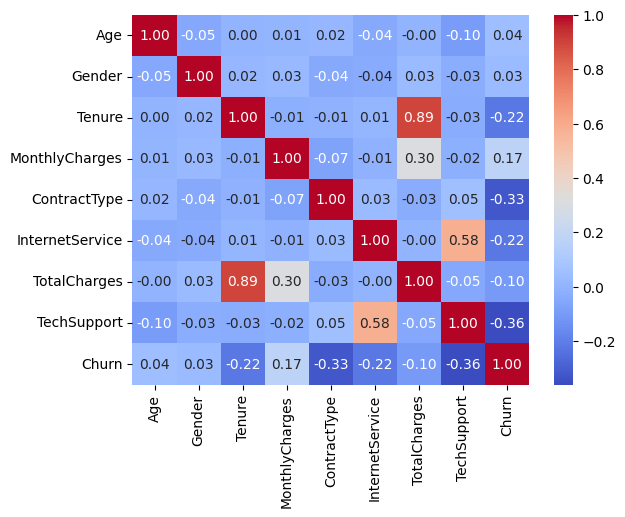 Age 1.00 -0.05 0.00 0.01 0.02 -0.04 -0.00 -0.10 0.04
Gender -0.05 1.00 0.02 0.03 -0.04 -0.04 0.03 -0.03 0.03
Tenure 0.00 0.02 1.00 -0.01 -0.01 0.01 0.89 -0.03 -0.22
MonthlyCharges 0.01 0.03 -0.01 1.00 -0.07 -0.01 0.30 -0.02 0.17
ContractType 0.02 -0.04 -0.01 -0.07 1.00 0.03 -0.03 0.05 -0.33
InternetService -0.04 -0.04 0.01 -0.01 0.03 1.00 -0.00 0.58 -0.22
TotalCharges -0.00 0.03 0.89 0.30 -0.03 -0.00 1.00 -0.05 -0.10
TechSupport -0.10 -0.03 -0.03 -0.02 0.05 0.58 -0.05 1.00 -0.36
Churn 0.04 0.03 -0.22 0.17 -0.33 -0.22 -0.10 -0.36 1.00
Age
Gender
Tenure
MonthlyCharges
ContractType
InternetService
TotalCharges
TechSupport
Churn
1.0
0.8
0.6
0.4
0.2
0.0
−0.2